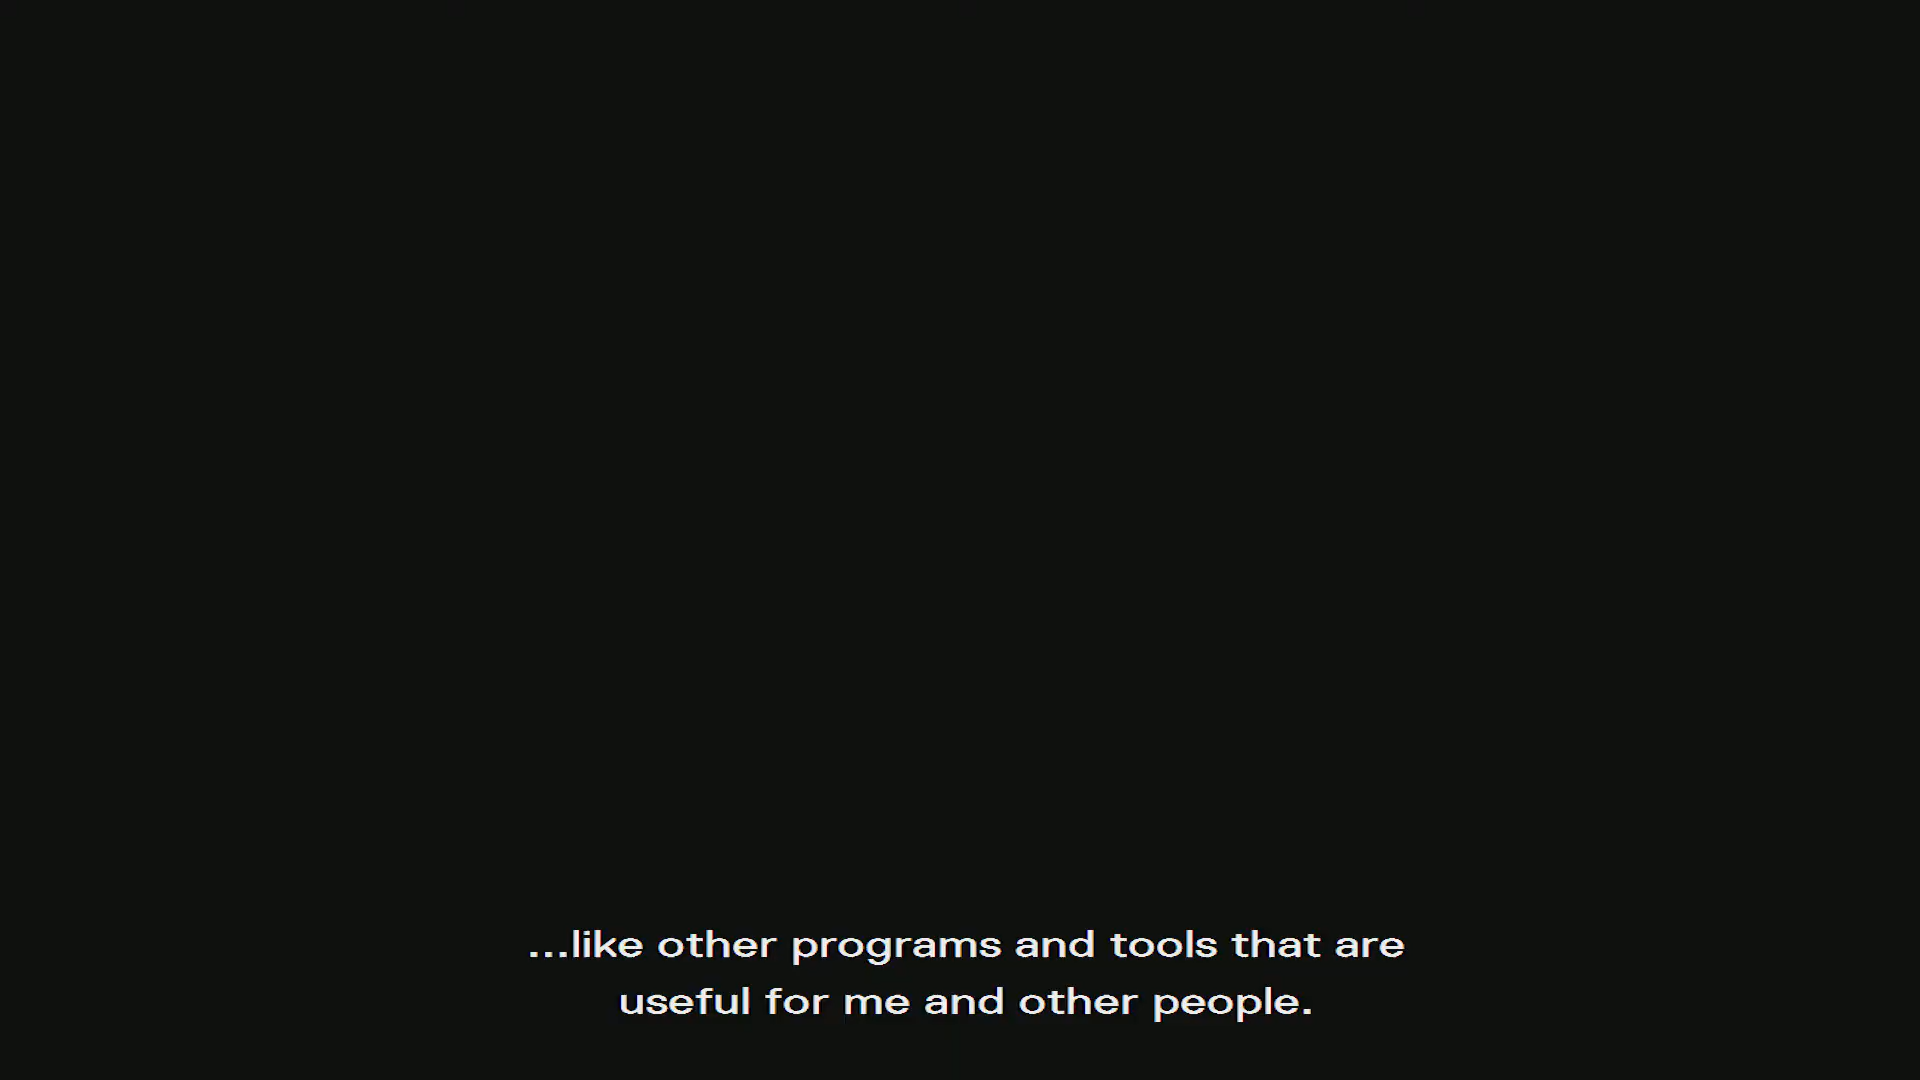 ...like other programs and tools that are
useful for me and other people.